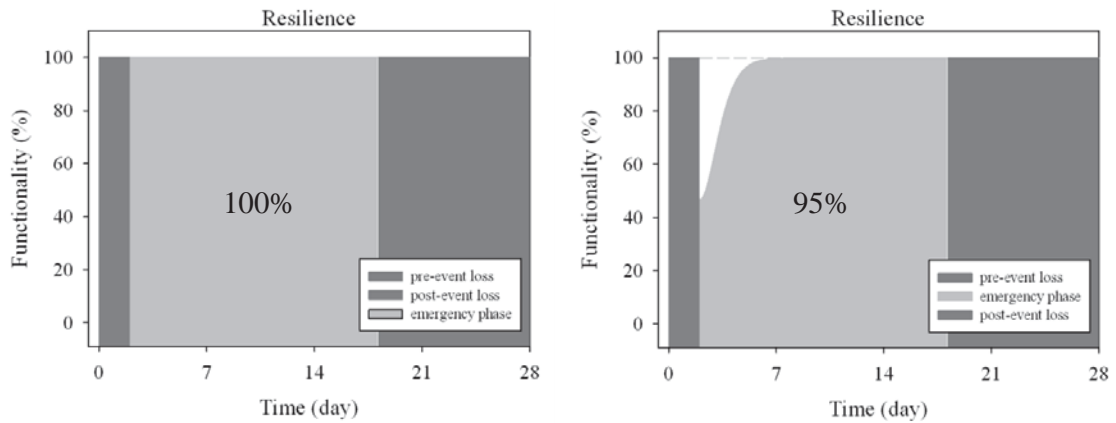 Resilience
Functionality (%)
100
80
60
40
20
0
100%
pre-event loss
post-event loss
emergency phase
0 7 14 21 28
Time (day)
Resilience
Functionality (%)
100
80
60
40
20
0
95%
pre-event loss
emergency phase
post-event loss
0 7 14 21 28
Time (day)